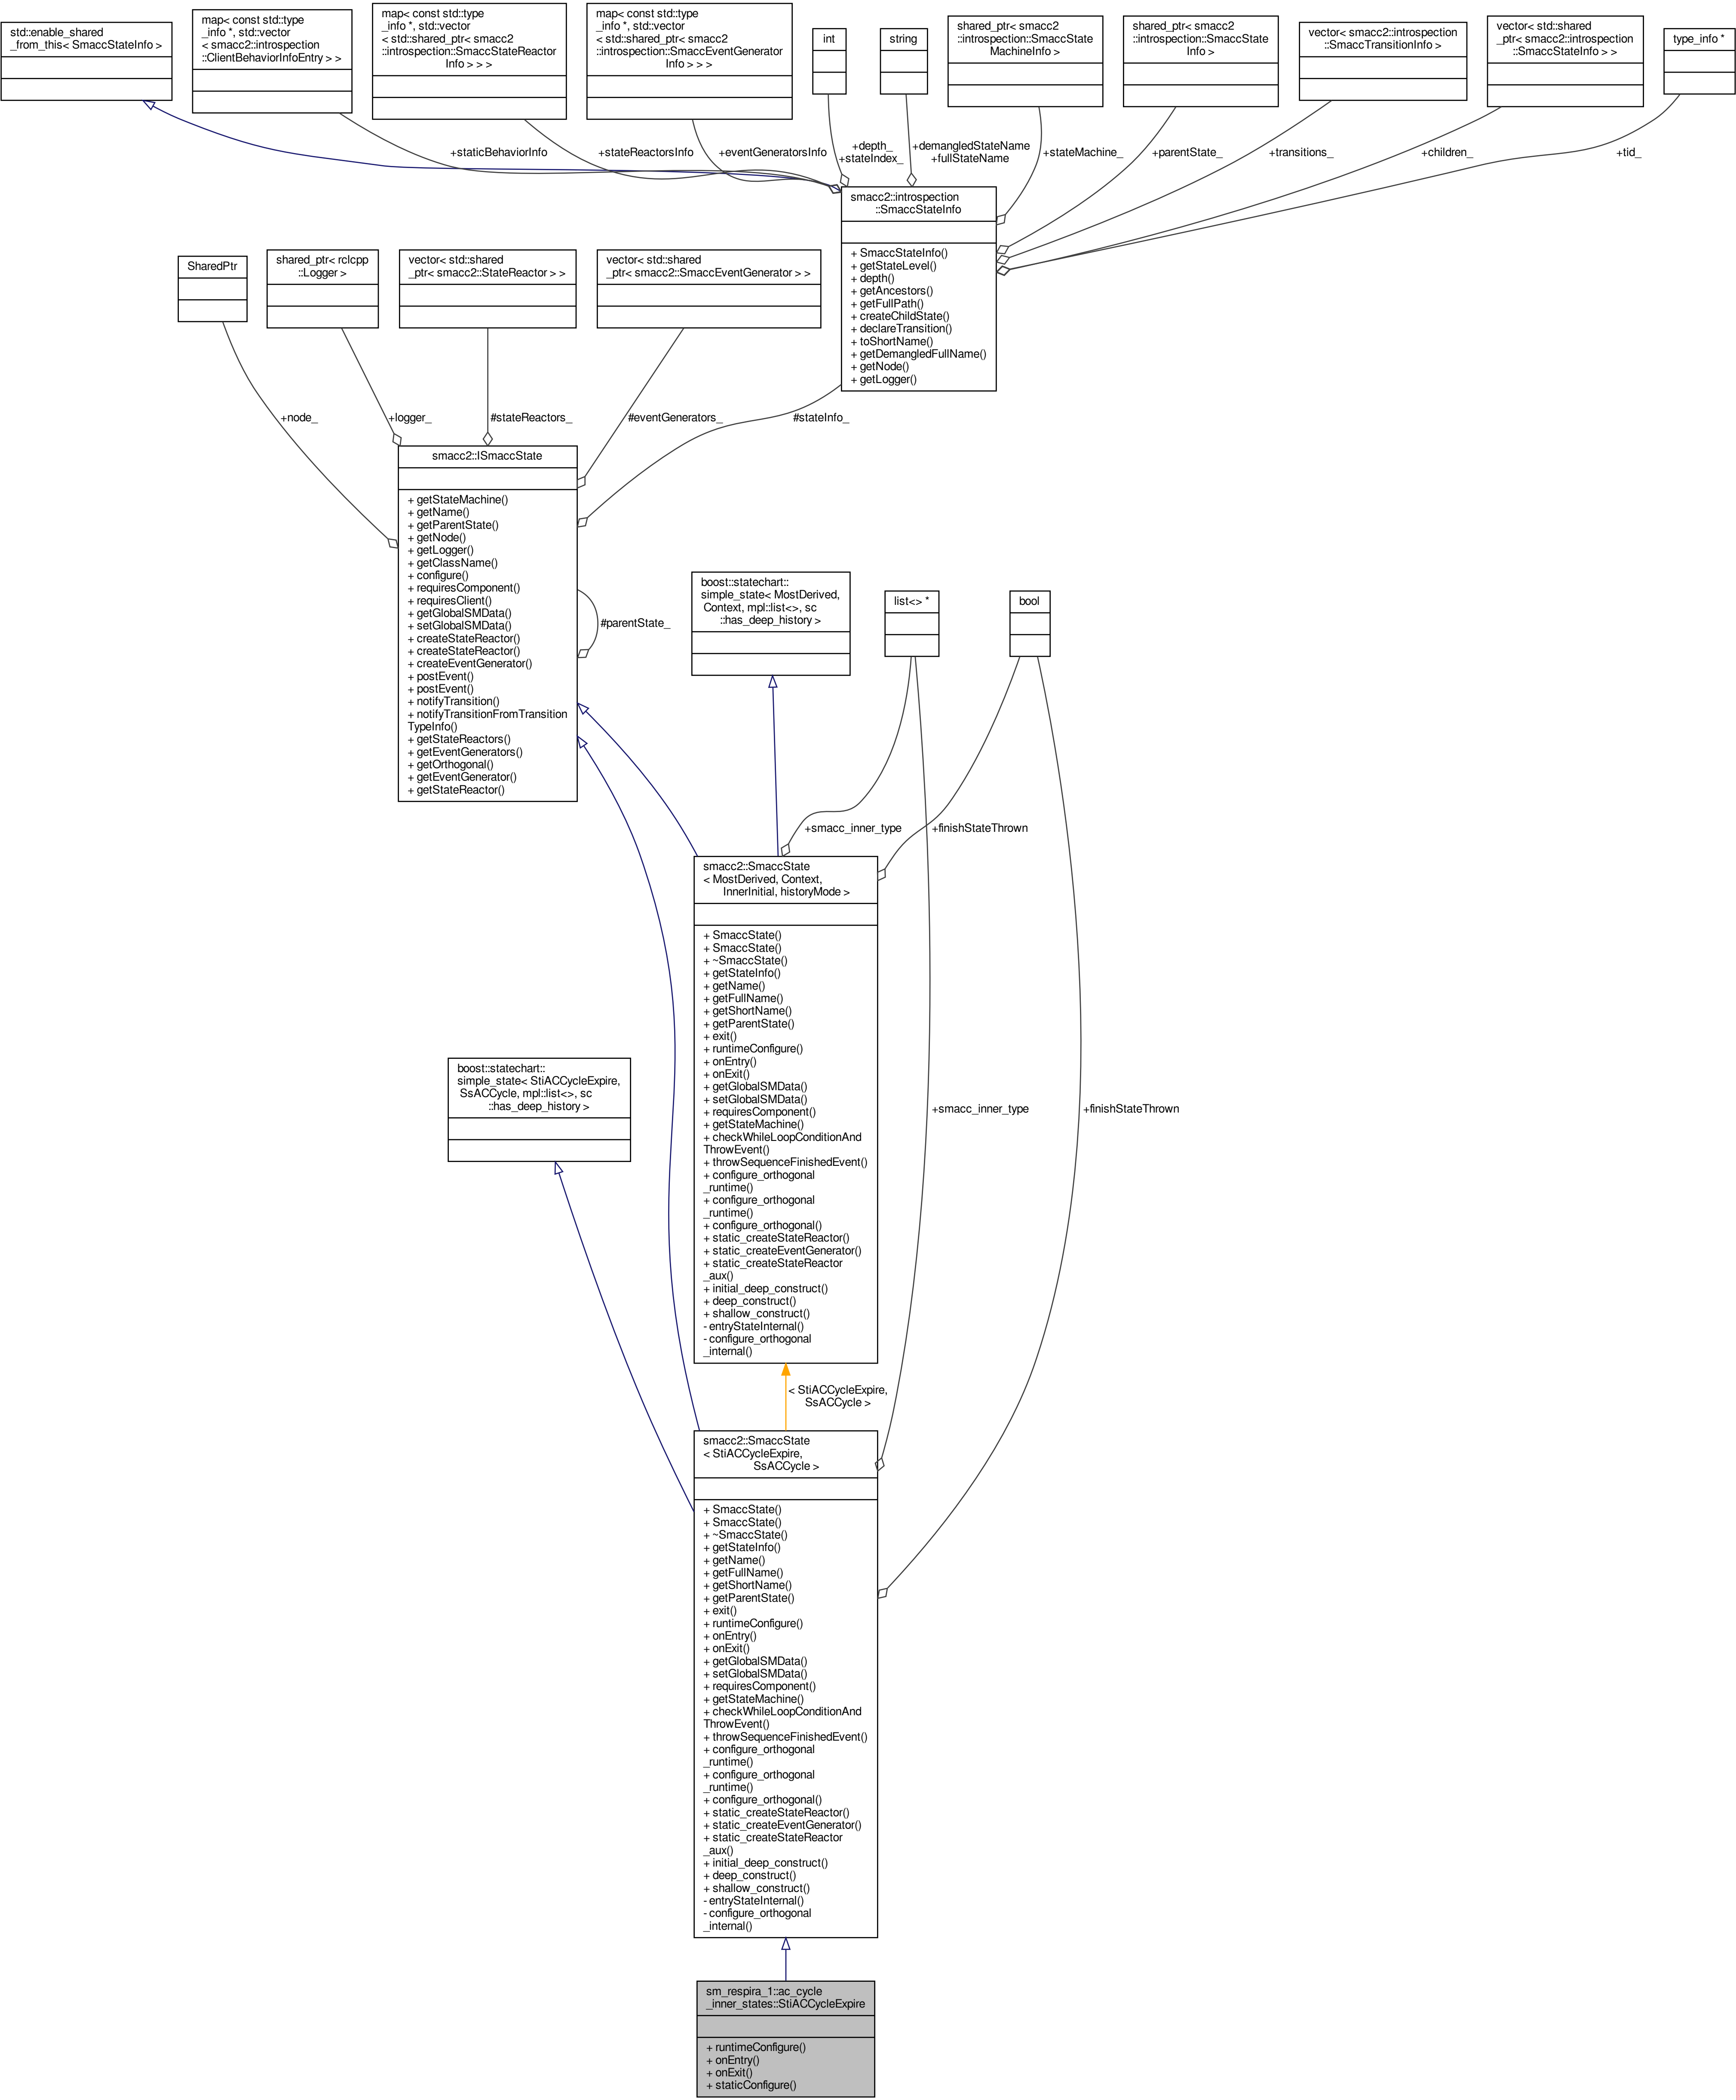 std::enable_shared
_from_this< SmaccStateInfo >
map< const std::type
_info *, std::vector
< smacc2::introspection
::ClientBehaviorInfoEntry > >
map< const std::type
_info *, std::vector
< std::shared_ptr< smacc2
::introspection::SmaccStateReactor
Info > > >
map< const std::type
_info *, std::vector
< std::shared_ptr< smacc2
::introspection::SmaccEventGenerator
Info > > >
int
string
shared_ptr< smacc2
::introspection::SmaccState
MachineInfo >
shared_ptr< smacc2
::introspection::SmaccState
Info >
vector< smacc2::introspection
::SmaccTransitionInfo >
vector< std::shared
_ptr< smacc2::introspection
::SmaccStateInfo > >
type_info *
+staticBehaviorInfo
+stateReactorsInfo
+eventGeneratorsInfo
+depth_
+stateIndex_
+demangledStateName
+fullStateName
+stateMachine_
+parentState_
+transitions_
+children_
+tid_
smacc2::introspection
::SmaccStateInfo
+ SmaccStateInfo()
+ getStateLevel()
+ depth()
+ getAncestors()
+ getFullPath()
+ createChildState()
+ declareTransition()
+ toShortName()
+ getDemangledFullName()
+ getNode()
+ getLogger()
SharedPtr
shared_ptr< rclcpp
::Logger >
vector< std::shared
_ptr< smacc2::StateReactor > >
vector< std::shared
_ptr< smacc2::SmaccEventGenerator > >
+node_
+logger_
#stateReactors_
#eventGenerators_
#stateInfo_
smacc2::ISmaccState
+ getStateMachine()
+ getName()
+ getParentState()
+ getNode()
+ getLogger()
+ getClassName()
+ configure()
+ requiresComponent()
+ requiresClient()
+ getGlobalSMData()
+ setGlobalSMData()
+ createStateReactor()
+ createStateReactor()
+ createEventGenerator()
+ postEvent()
+ postEvent()
+ notifyTransition()
+ notifyTransitionFromTransition
TypeInfo()
+ getStateReactors()
+ getEventGenerators()
+ getOrthogonal()
+ getEventGenerator()
+ getStateReactor()
#parentState_
boost::statechart::
simple_state< MostDerived,
Context, mpl::list<>, sc
::has_deep_history >
list<> *
bool
+smacc_inner_type
+finishStateThrown
smacc2::SmaccState
< MostDerived, Context,
InnerInitial, historyMode >
+ SmaccState()
+ SmaccState()
+ ~SmaccState()
+ getStateInfo()
+ getName()
+ getFullName()
+ getShortName()
+ getParentState()
+ exit()
+ runtimeConfigure()
+ onEntry()
+ onExit()
+ getGlobalSMData()
+ setGlobalSMData()
+ requiresComponent()
+ getStateMachine()
+ checkWhileLoopConditionAnd
ThrowEvent()
+ throwSequenceFinishedEvent()
+ configure_orthogonal
_runtime()
+ configure_orthogonal
_runtime()
+ configure_orthogonal()
+ static_createStateReactor()
+ static_createEventGenerator()
+ static_createStateReactor
_aux()
+ initial_deep_construct()
+ deep_construct()
+ shallow_construct()
- entryStateInternal()
- configure_orthogonal
_internal()
boost::statechart::
simple_state< StiACCycleExpire,
SsACCycle, mpl::list<>, sc
::has_deep_history >
+smacc_inner_type
+finishStateThrown
< StiACCycleExpire,
SsACCycle >
smacc2::SmaccState
< StiACCycleExpire,
SsACCycle >
+ SmaccState()
+ SmaccState()
+ ~SmaccState()
+ getStateInfo()
+ getName()
+ getFullName()
+ getShortName()
+ getParentState()
+ exit()
+ runtimeConfigure()
+ onEntry()
+ onExit()
+ getGlobalSMData()
+ setGlobalSMData()
+ requiresComponent()
+ getStateMachine()
+ checkWhileLoopConditionAnd
ThrowEvent()
+ throwSequenceFinishedEvent()
+ configure_orthogonal
_runtime()
+ configure_orthogonal
_runtime()
+ configure_orthogonal()
+ static_createStateReactor()
+ static_createEventGenerator()
+ static_createStateReactor
_aux()
+ initial_deep_construct()
+ deep_construct()
+ shallow_construct()
- entryStateInternal()
- configure_orthogonal
_internal()
sm_respira_1::ac_cycle
_inner_states::StiACCycleExpire
+ runtimeConfigure()
+ onEntry()
+ onExit()
+ staticConfigure()